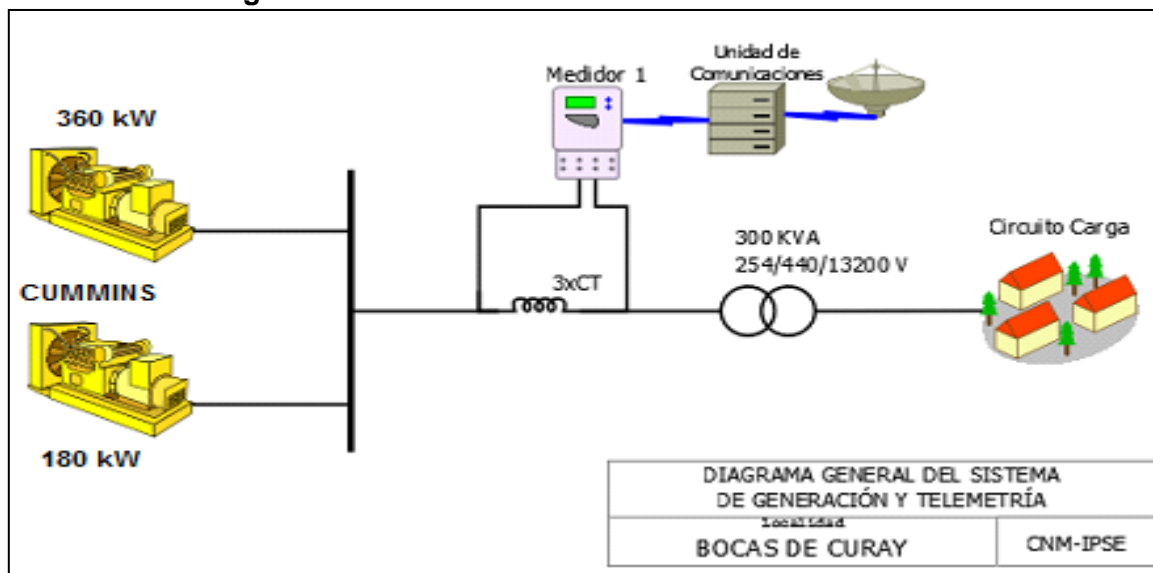 Unidad de
Comunicaciones
Medidor 1
360 kW
300 KVA
254/440/13200 V
Circuito Carga
3xCT
CUMMINS
180 kW
DIAGRAMA GENERAL DEL SISTEMA
DE GENERACIÓN Y TELEMETRÍA
Localidad
BOCAS DE CURAY
CNM-IPSE